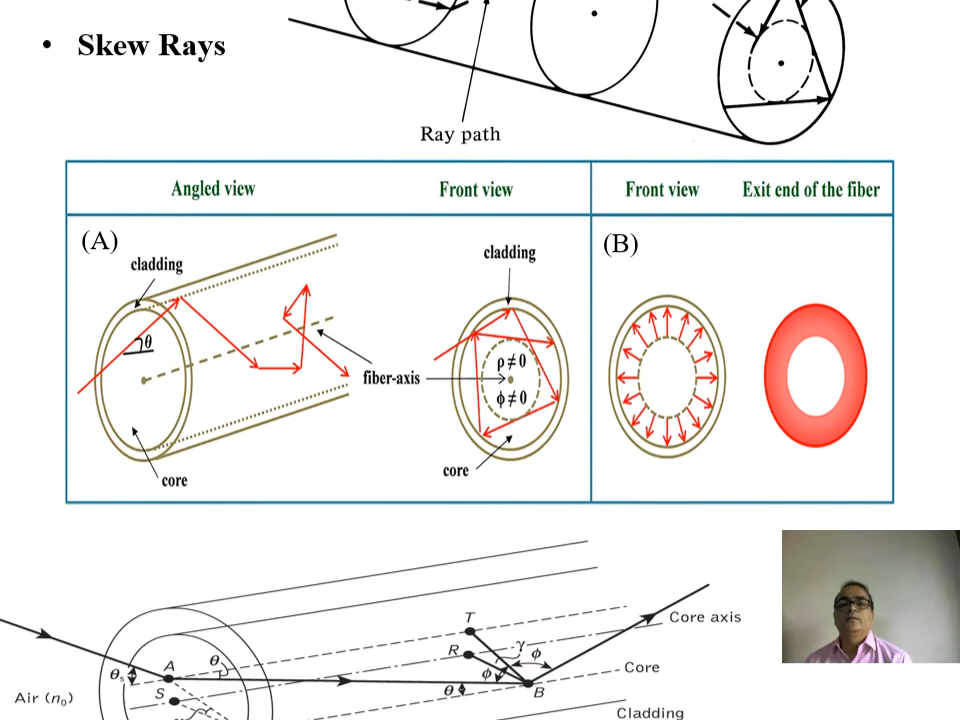 • Skew Rays
Ray path
Angled view
Front view
Front view
Exit end of the fiber
(A)
(B)
cladding
cladding
θ
ρ≠0
fiber-axis
ϕ≠0
core
core
T
Core axis
R
γ
ϕ
A
θ
Core
θs
ϕ
S
θ
B
Air (n0)
Cladding